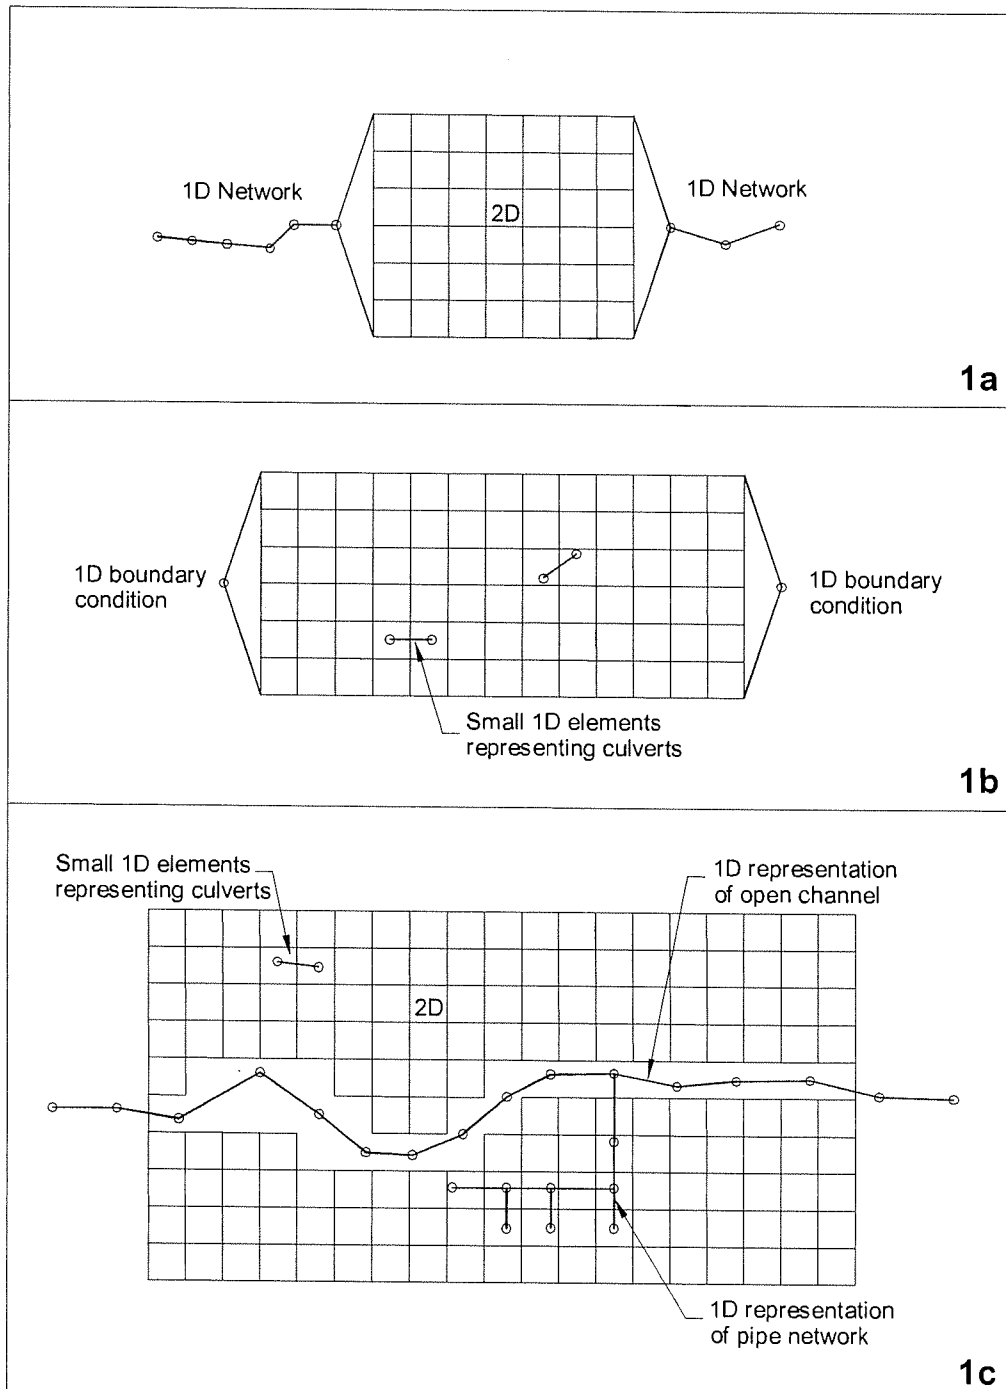 1D Network
1D Network
2D
1a
1D boundary
condition
1D boundary
condition
Small 1D elements
representing culverts
1b
Small 1D elements
representing culverts
1D representation
of open channel
2D
1D representation
of pipe network
1c